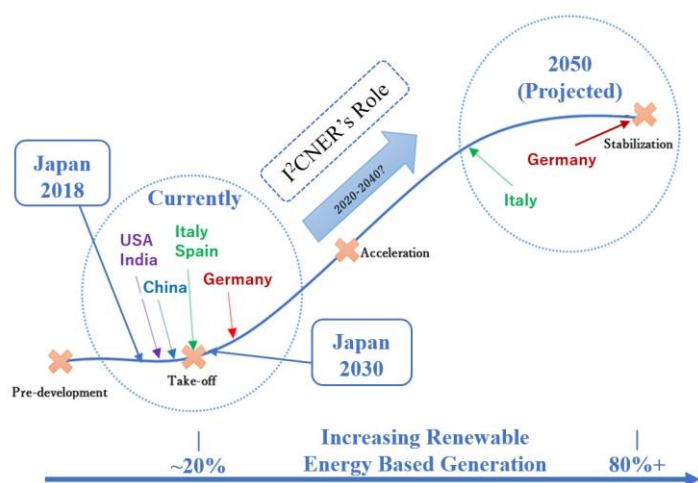 2050
(Projected)
Stabilization
Germany
Italy
I²CNER's Role
2020-2040?
Acceleration
Japan
2018
Currently
Italy
Spain
USA
India
China
Germany
Japan
2030
Pre-development
Take-off
Increasing Renewable
Energy Based Generation
~20%
80%+